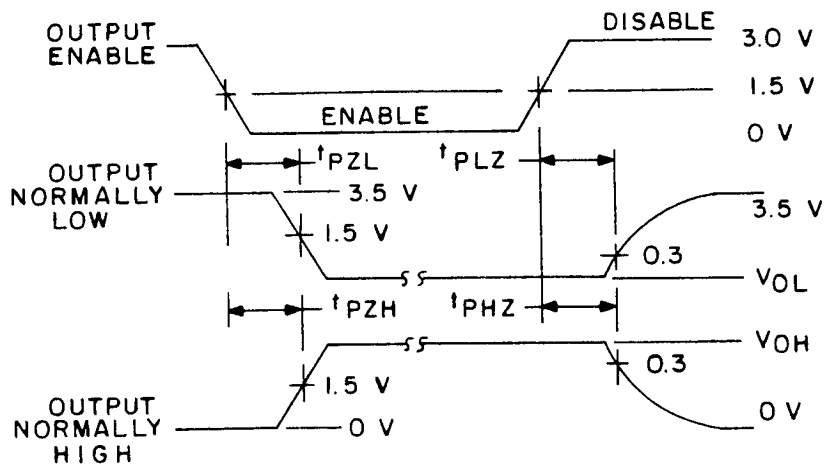 DISABLE
OUTPUT
ENABLE
3.0 V
1.5 V
ENABLE
0 V
tPZL
tPLZ
OUTPUT
NORMALLY
LOW
3.5 V
3.5 V
1.5 V
0.3
VOL
tPZH
tPHZ
VOH
0.3
1.5 V
OUTPUT
NORMALLY
HIGH
0 V
0 V